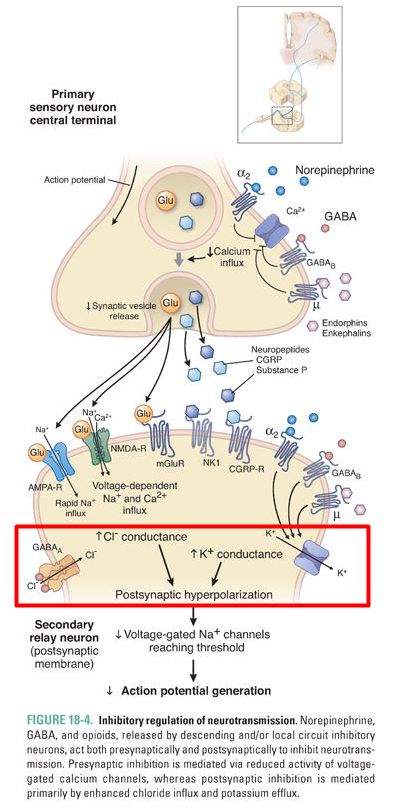 Primary
sensory neuron
central terminal
Action potential
Glu
α2
Norepinephrine
Ca2+
GABA
↓Calcium
influx
GABAB
μ
Endorphins
Enkephalins
↓Synaptic vesicle
release
Glu
Neuropeptides
CGRP
Substance P
Na+
Glu
AMPA-R
Rapid Na+
influx
Na+
Ca2+
Glu
NMDA-R
Voltage-dependent
Na+ and Ca2+
influx
Glu
mGluR
NK1
CGRP-R
α2
GABAB
μ
K+
K+
GABAA
Cl-
Cl-
↑Cl- conductance
↑K+ conductance
Postsynaptic hyperpolarization
Secondary
relay neuron
(postsynaptic
membrane)
↓Voltage-gated Na+ channels
reaching threshold
↓ Action potential generation
FIGURE 18-4. Inhibitory regulation of neurotransmission. Norepinephrine,
GABA, and opioids, released by descending and/or local circuit inhibitory
neurons, act both presynaptically and postsynaptically to inhibit neurotrans-
mission. Presynaptic inhibition is mediated via reduced activity of voltage-
gated calcium channels, whereas postsynaptic inhibition is mediated
primarily by enhanced chloride influx and potassium efflux.